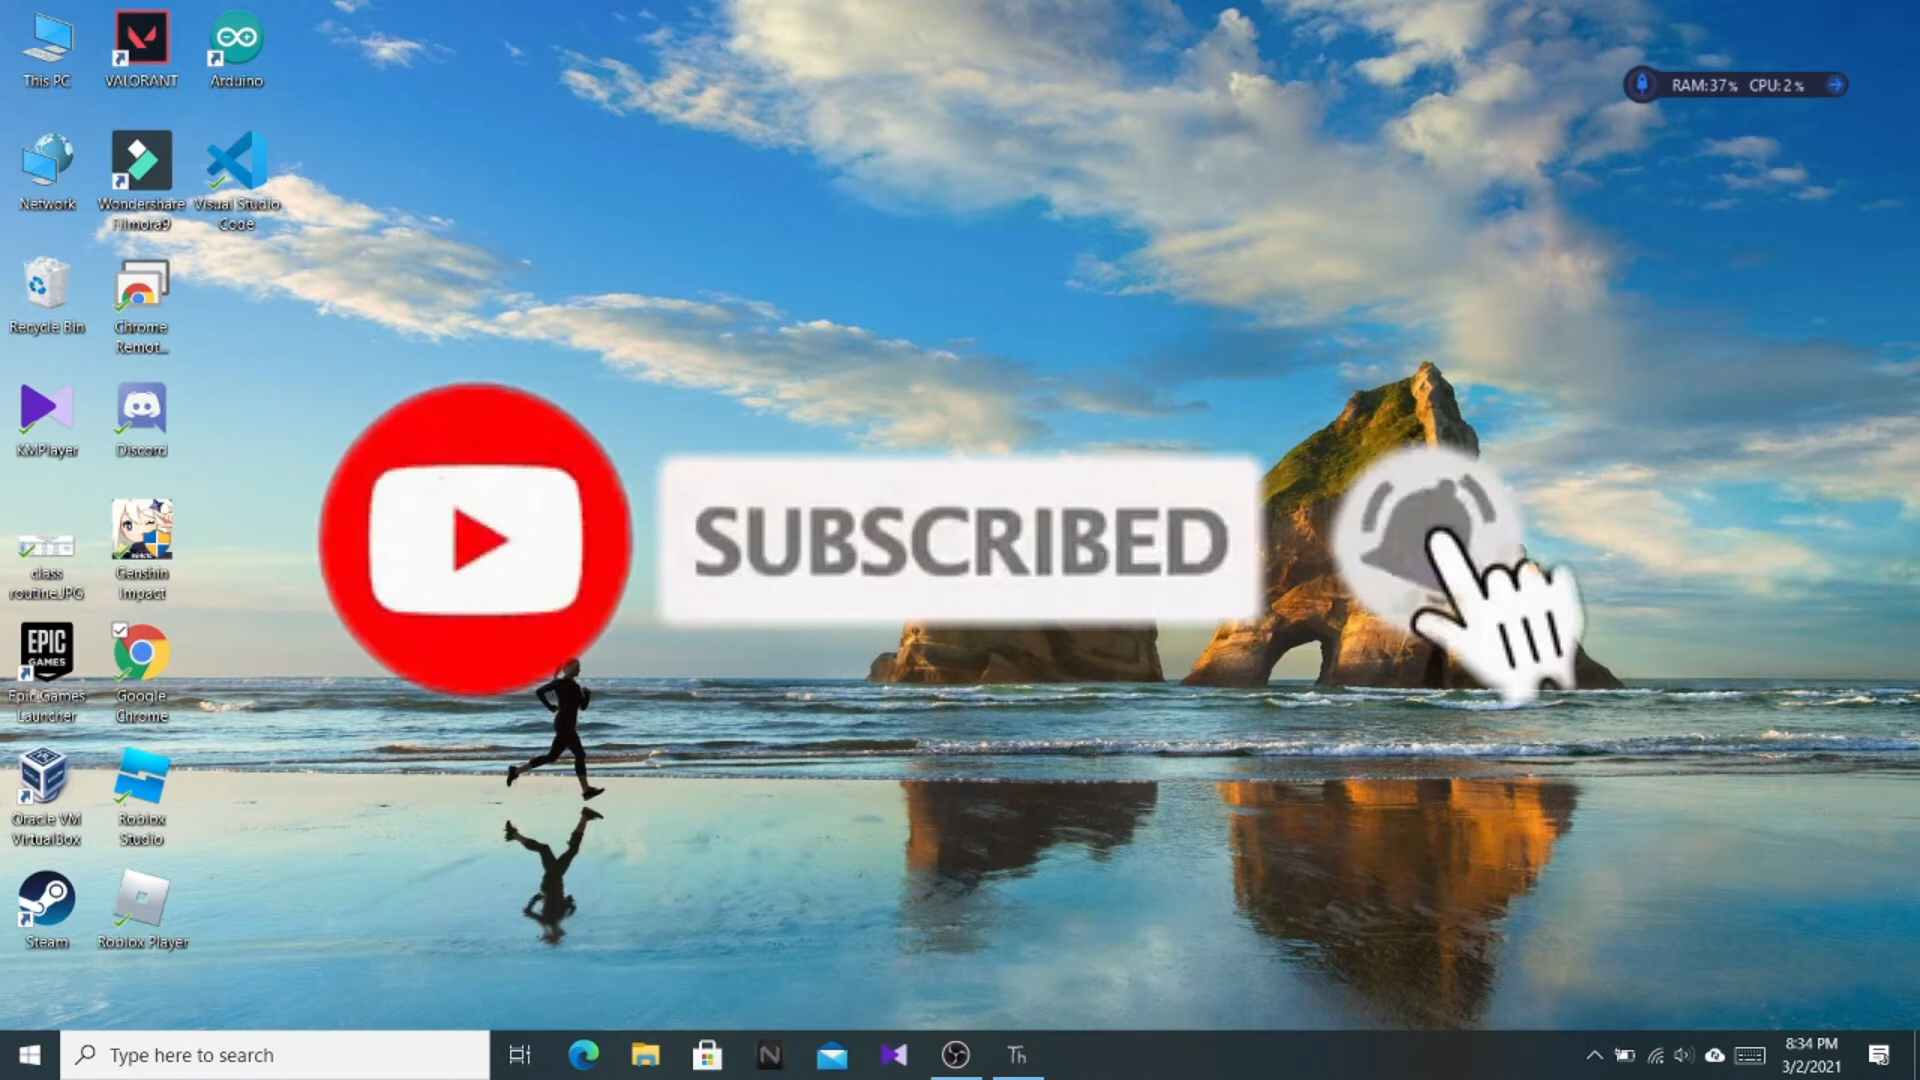 This PC
VALORANT
Arduino
RAM:37% CPU:2%
Network
Wondershare
Filmora9
Visual Studio
Code
Recycle Bin
Chrome
Remot...
KMPlayer
Discord
SUBSCRIBED
class
routine.JPG
Genshin
Impact
EPIC
GAMES
Epic Games
Launcher
Google
Chrome
Oracle VM
VirtualBox
Roblox
Studio
Steam
Roblox Player
Type here to search
Th
8:34 PM
3/2/2021